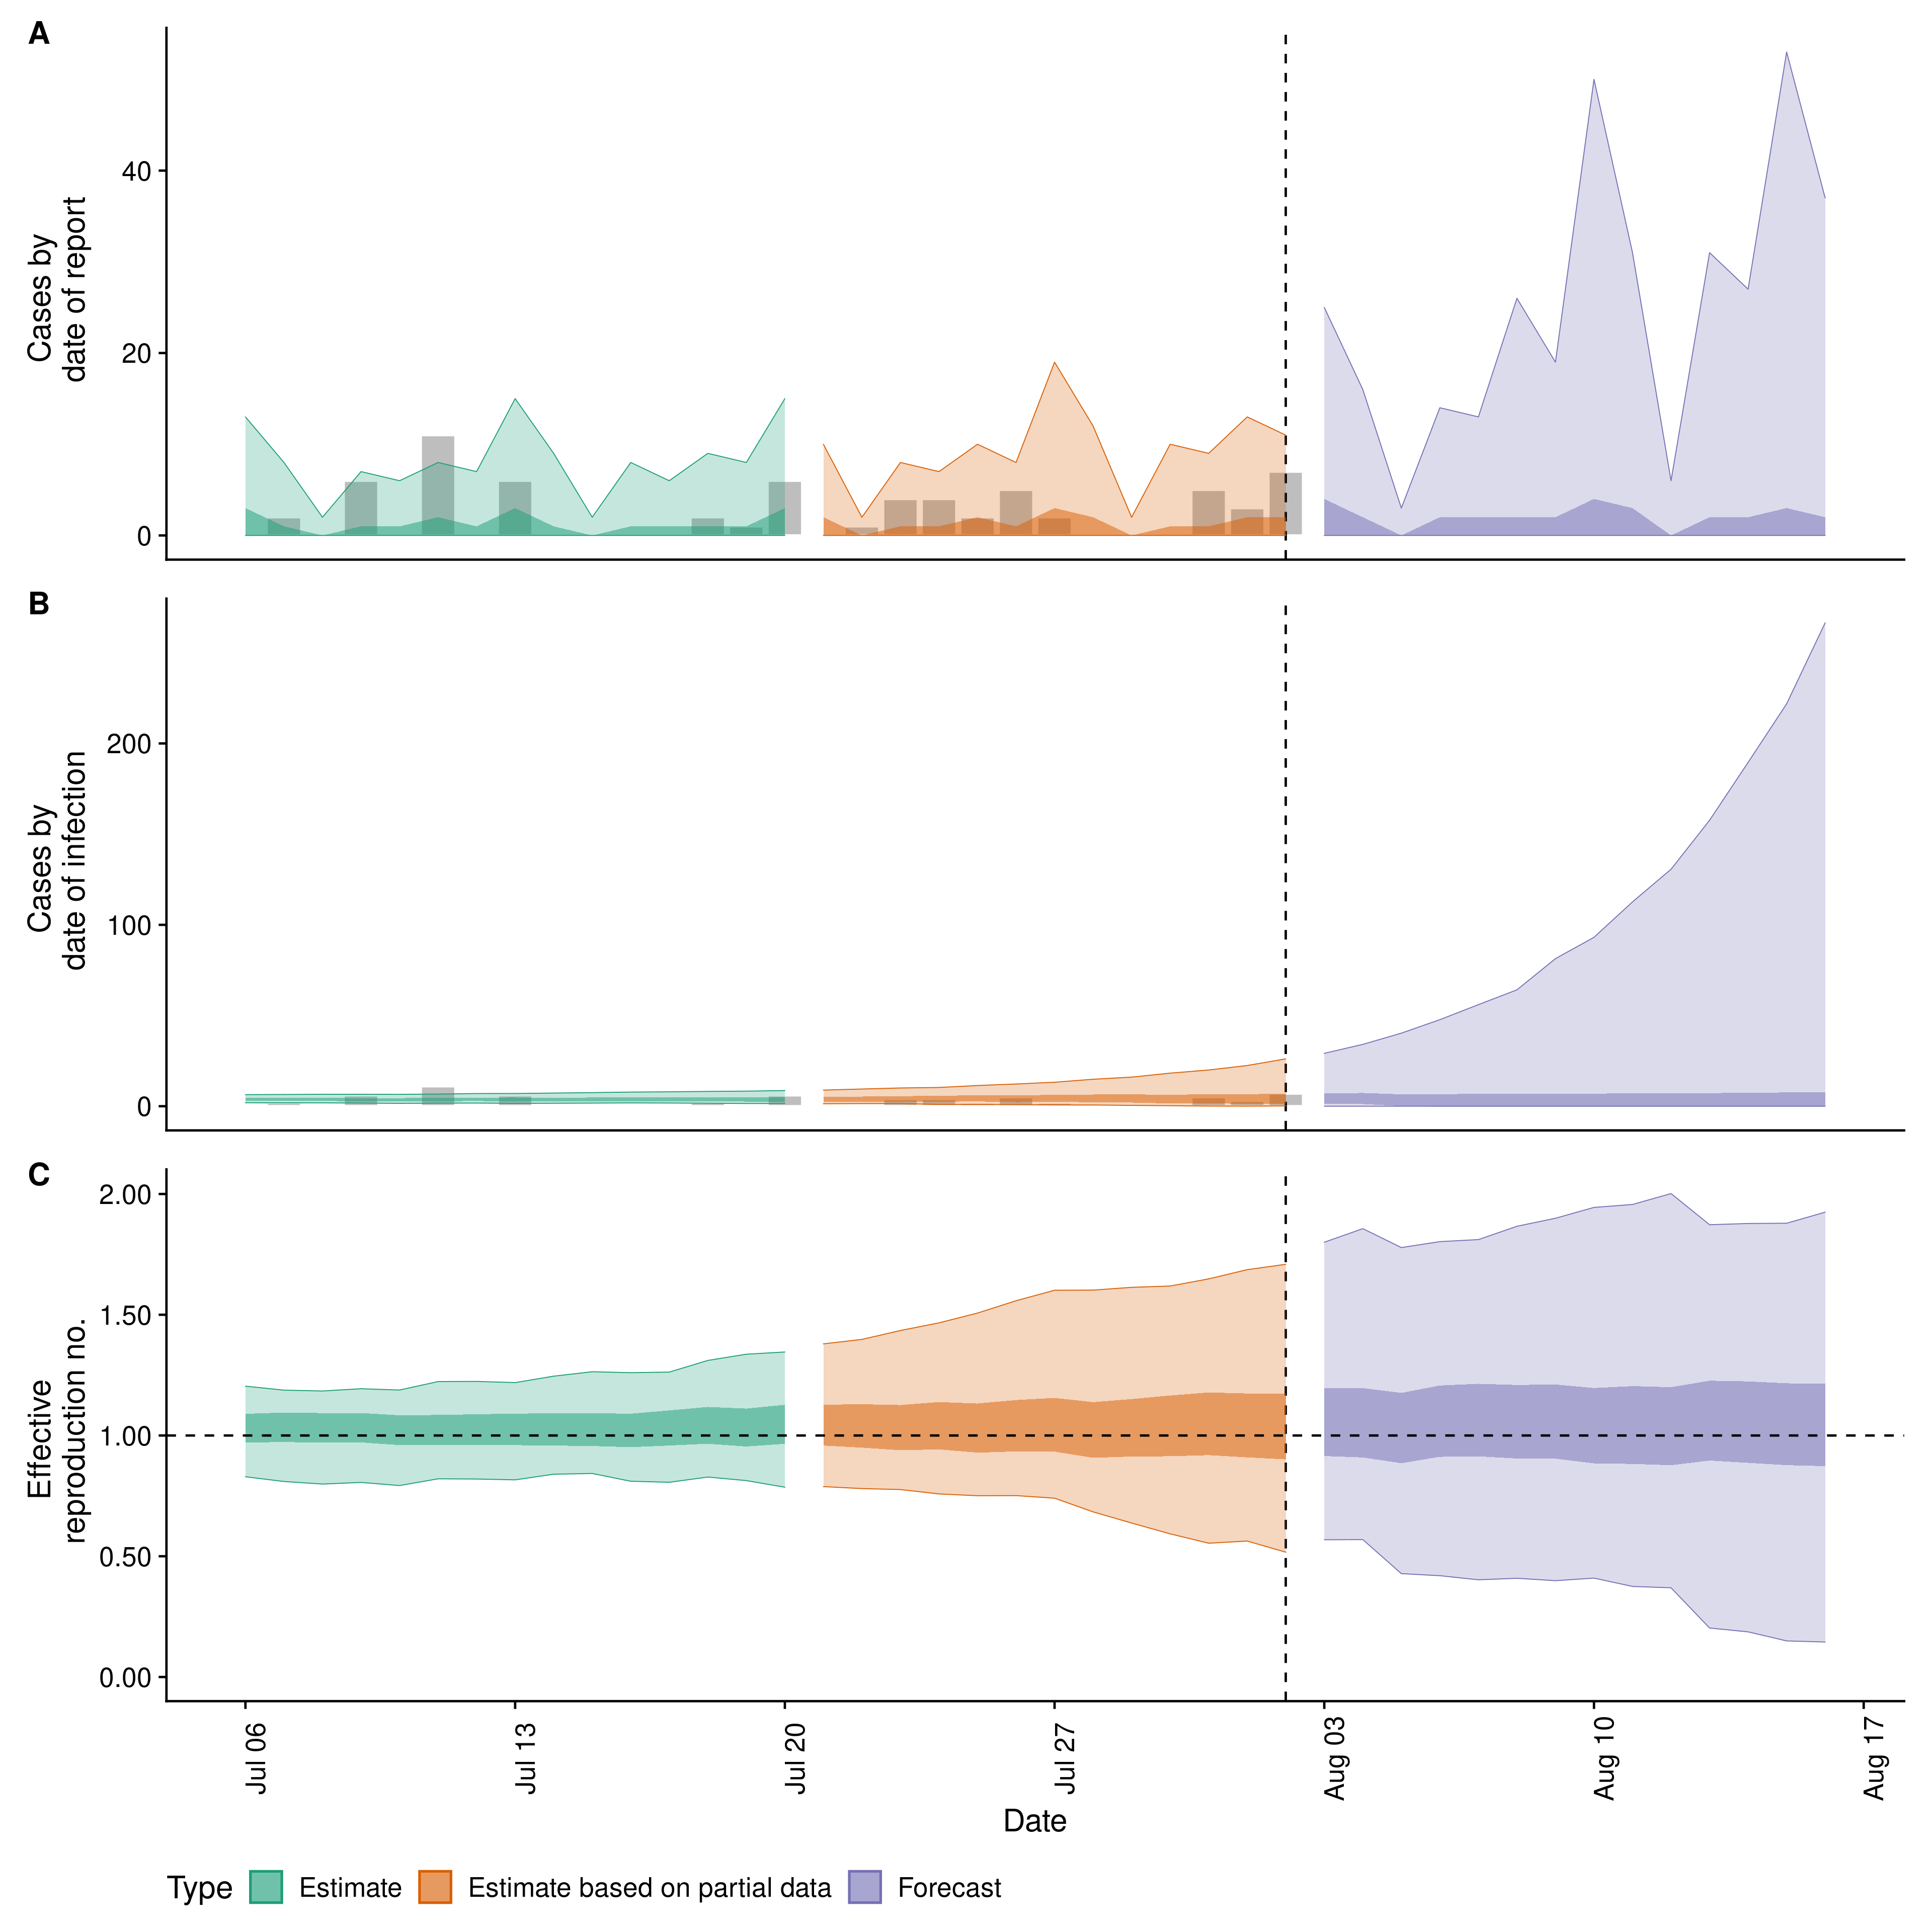 A
Cases by
date of report
40
20
0
B
Cases by
date of infection
200
100
0
C
Effective
reproduction no.
2.00
1.50
1.00
0.50
0.00
Jul 06
Jul 13
Jul 20
Jul 27
Aug 03
Aug 10
Aug 17
Date
Type Estimate Estimate based on partial data Forecast